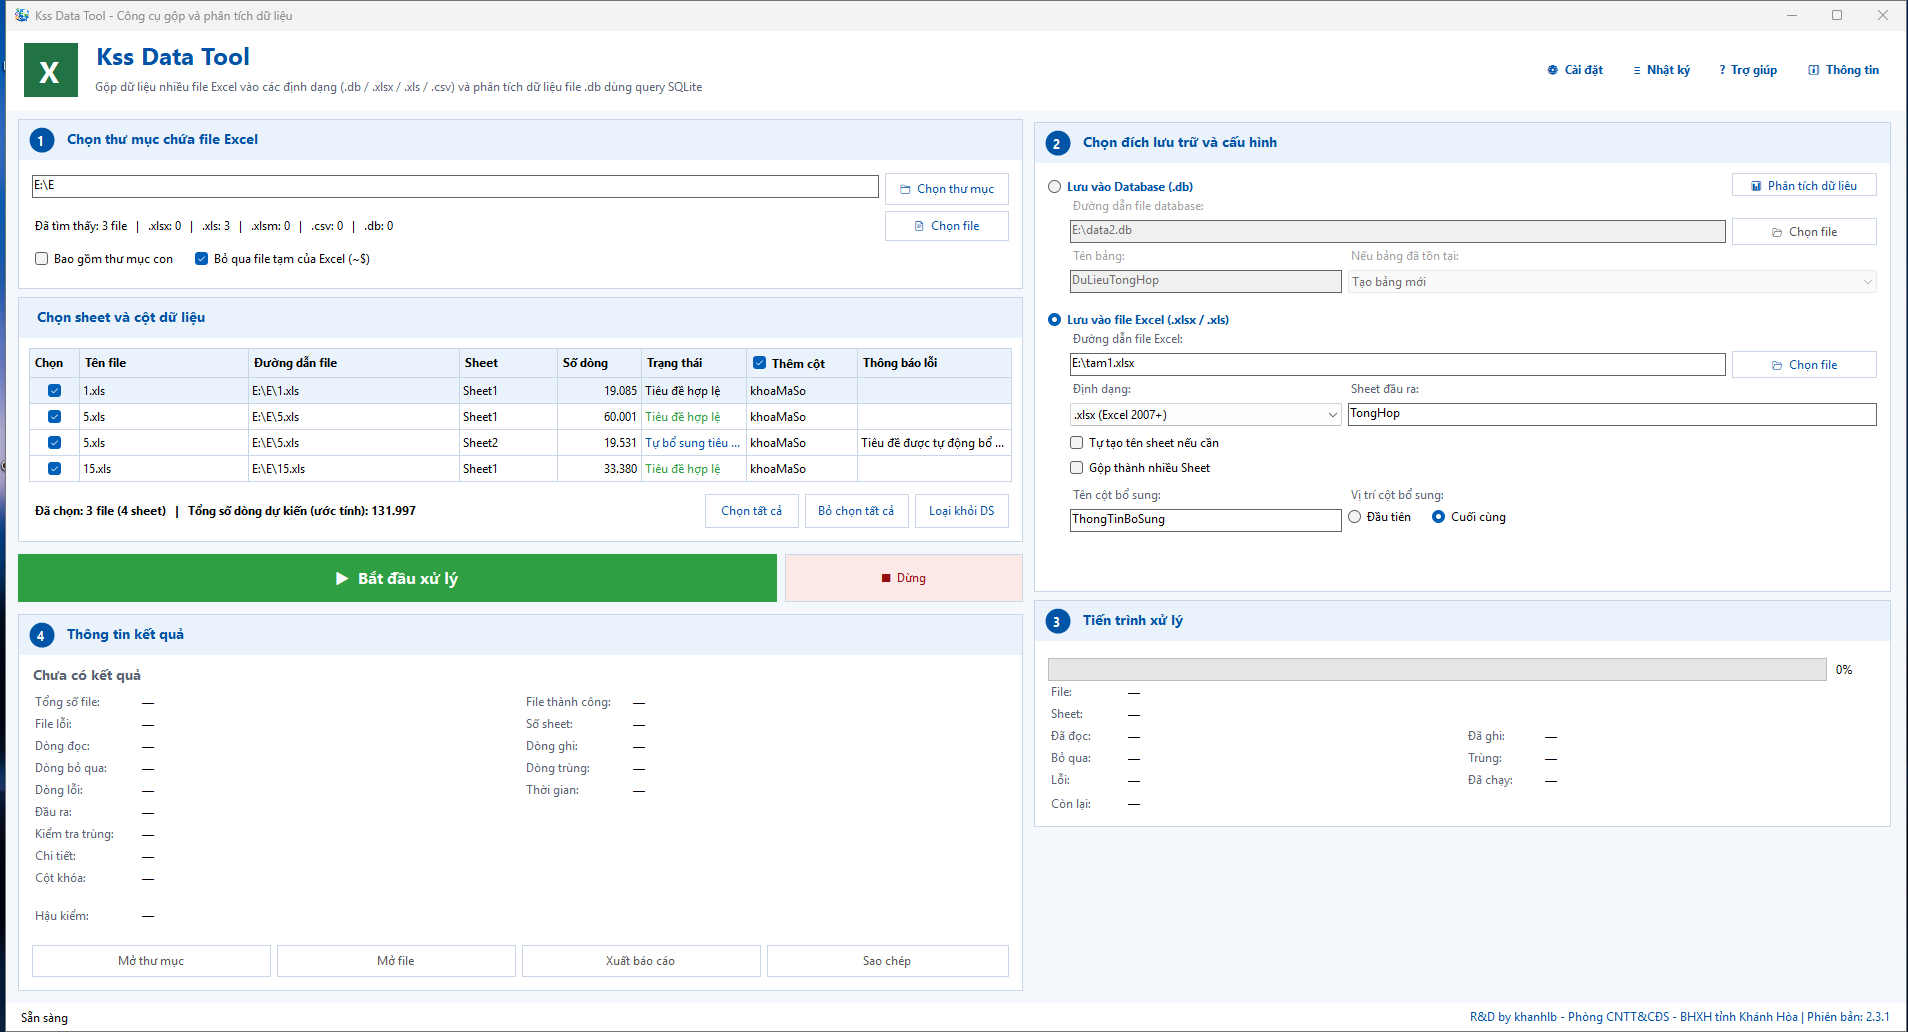 Kss Data Tool - Công cụ gộp và phân tích dữ liệu
X
Kss Data Tool
Gộp dữ liệu nhiều file Excel vào các định dạng (.db / .xlsx / .xls / .csv) và phân tích dữ liệu file .db dùng query SQLite
Cài đặt
Nhật ký
? Trợ giúp
Thông tin
1 Chọn thư mục chứa file Excel
E:\E
Chọn thư mục
Đã tìm thấy: 3 file | .xlsx: 0 | .xls: 3 | .xlsm: 0 | .csv: 0 | .db: 0
Chọn file
Bao gồm thư mục con
Bỏ qua file tạm của Excel (~$)
Chọn sheet và cột dữ liệu
Chọn Tên file Đường dẫn file Sheet Số dòng Trạng thái Thêm cột Thông báo lỗi
1.xls E:\E\1.xls Sheet1 19.085 Tiêu đề hợp lệ khoaMaSo
5.xls E:\E\5.xls Sheet1 60.001 Tiêu đề hợp lệ khoaMaSo
5.xls E:\E\5.xls Sheet2 19.531 Tự bổ sung tiêu ... khoaMaSo Tiêu đề được tự động bổ ...
15.xls E:\E\15.xls Sheet1 33.380 Tiêu đề hợp lệ khoaMaSo
Đã chọn: 3 file (4 sheet) | Tổng số dòng dự kiến (ước tính): 131.997
Chọn tất cả
Bỏ chọn tất cả
Loại khỏi DS
Bắt đầu xử lý
Dừng
2 Chọn đích lưu trữ và cấu hình
Lưu vào Database (.db)
Phân tích dữ liêu
Đường dẫn file database:
E:\data2.db
Chọn file
Tên bảng:
Nếu bảng đã tồn tại:
DuLieuTongHop
Tạo bảng mới
Lưu vào file Excel (.xlsx / .xls)
Đường dẫn file Excel:
E:\tam1.xlsx
Chọn file
Định dạng:
Sheet đầu ra:
.xlsx (Excel 2007+)
TongHop
Tự tạo tên sheet nếu cần
Gộp thành nhiều Sheet
Tên cột bổ sung:
Vị trí cột bổ sung:
ThongTinBoSung
Đầu tiên
Cuối cùng
4 Thông tin kết quả
Chưa có kết quả
Tổng số file: —
File thành công: —
File lỗi: —
Số sheet: —
Dòng đọc: —
Dòng ghi: —
Dòng bỏ qua: —
Dòng trùng: —
Dòng lỗi: —
Thời gian: —
Đầu ra: —
Kiểm tra trùng: —
Chi tiết: —
Cột khóa: —
Hậu kiểm: —
Mở thư mục
Mở file
Xuất báo cáo
Sao chép
3 Tiến trình xử lý
0%
File: —
Sheet: —
Đã đọc: —
Đã ghi: —
Bỏ qua: —
Trùng: —
Lỗi: —
Đã chạy: —
Còn lại: —
Sẵn sàng
R&D by khanhlb - Phòng CNTT&CĐS - BHXH tỉnh Khánh Hòa | Phiên bản: 2.3.1